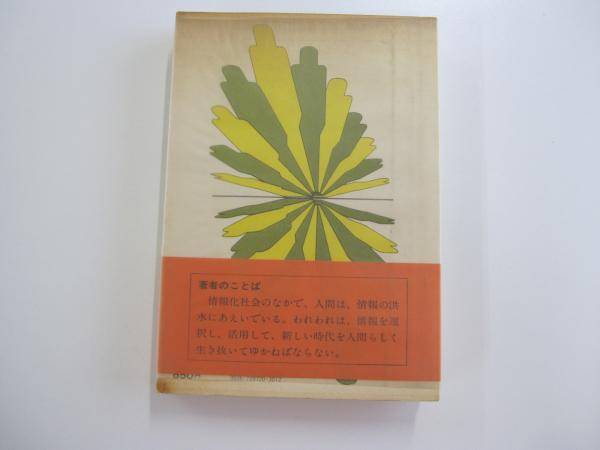 著者のことば
情報化社会のなかで、人間は、情報の洪
水にあえいでいる。われわれは、情報を選
択し、活用して、新しい時代を人間らしく
生き抜いてゆかねばならない。